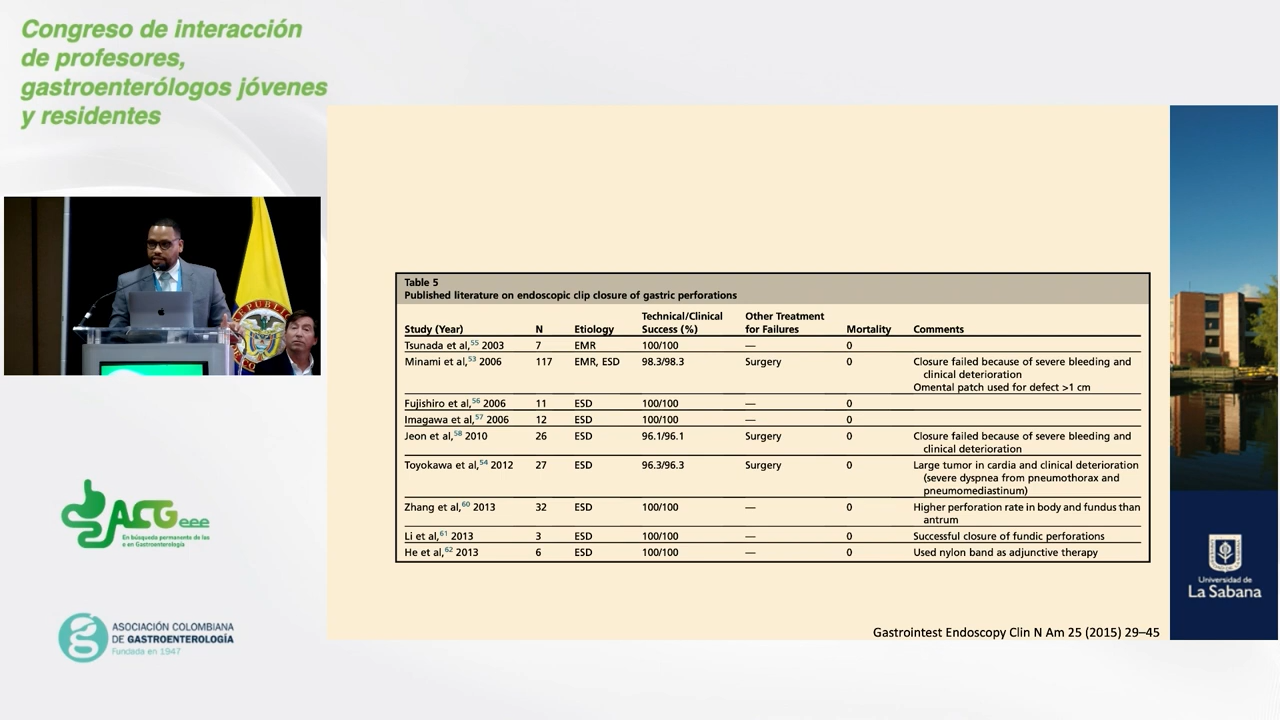 Congreso de interacción
de profesores,
gastroenterólogos jóvenes
y residentes
Table 5
Published literature on endoscopic clip closure of gastric perforations
Study (Year) N Etiology Technical/Clinical Success (%) Other Treatment for Failures Mortality Comments
Tsunada et al,55 2003 7 EMR 100/100 — 0
Minami et al,53 2006 117 EMR, ESD 98.3/98.3 Surgery 0 Closure failed because of severe bleeding and
clinical deterioration
Omental patch used for defect >1 cm
Fujishiro et al,56 2006 11 ESD 100/100 — 0
Imagawa et al,57 2006 12 ESD 100/100 — 0
Jeon et al,58 2010 26 ESD 96.1/96.1 Surgery 0 Closure failed because of severe bleeding and
clinical deterioration
Toyokawa et al,54 2012 27 ESD 96.3/96.3 Surgery 0 Large tumor in cardia and clinical deterioration
(severe dyspnea from pneumothorax and
pneumomediastinum)
Zhang et al,60 2013 32 ESD 100/100 — 0 Higher perforation rate in body and fundus than
antrum
Li et al,61 2013 3 ESD 100/100 — 0 Successful closure of fundic perforations
He et al,62 2013 6 ESD 100/100 — 0 Used nylon band as adjunctive therapy
Gastrointest Endoscopy Clin N Am 25 (2015) 29–45
ACGeee
En búsqueda permanente de las
e en Gastroenterología
ASOCIACIÓN COLOMBIANA
DE GASTROENTEROLOGÍA
Fundada en 1947
Universidad de
La Sabana